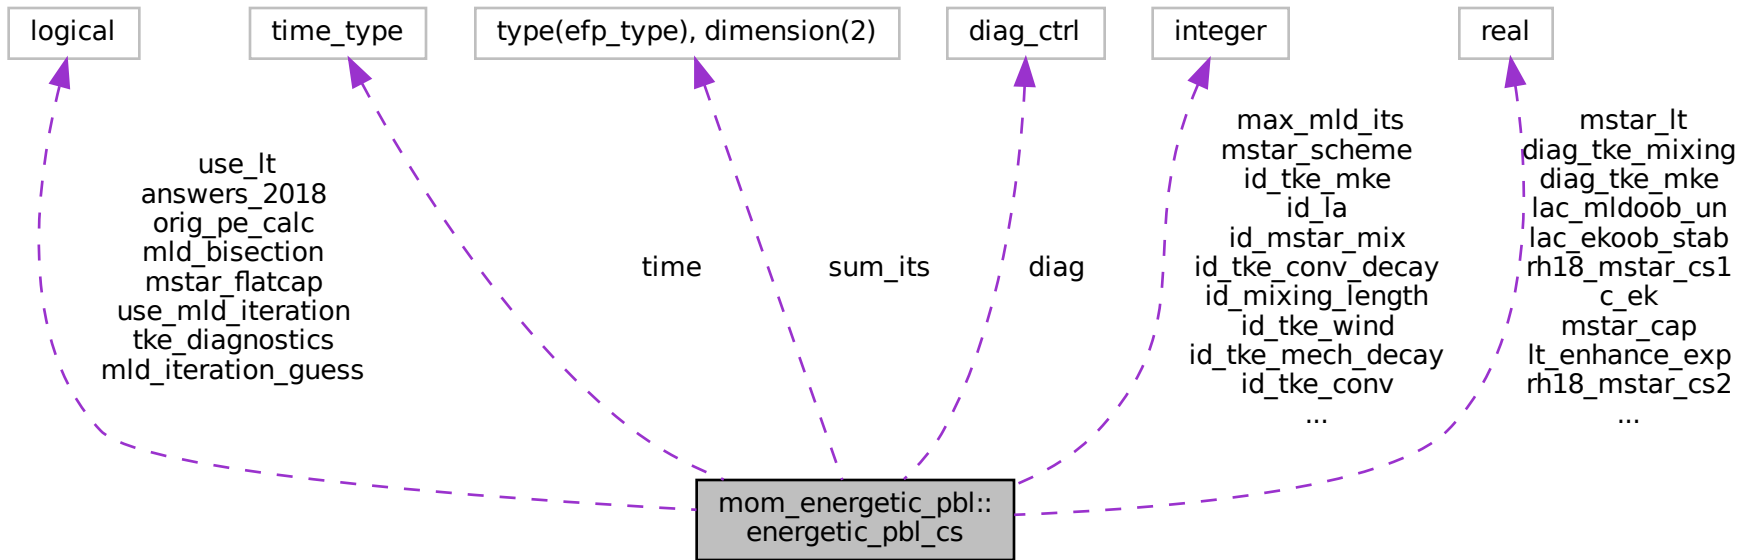 logical
time_type
type(efp_type), dimension(2)
diag_ctrl
integer
real
use_lt
answers_2018
orig_pe_calc
mld_bisection
mstar_flatcap
use_mld_iteration
tke_diagnostics
mld_iteration_guess
time
sum_its
diag
max_mld_its
mstar_scheme
id_tke_mke
id_la
id_mstar_mix
id_tke_conv_decay
id_mixing_length
id_tke_wind
id_tke_mech_decay
id_tke_conv
...
mstar_lt
diag_tke_mixing
diag_tke_mke
lac_mldoob_un
lac_ekoob_stab
rh18_mstar_cs1
c_ek
mstar_cap
lt_enhance_exp
rh18_mstar_cs2
...
mom_energetic_pbl::
energetic_pbl_cs